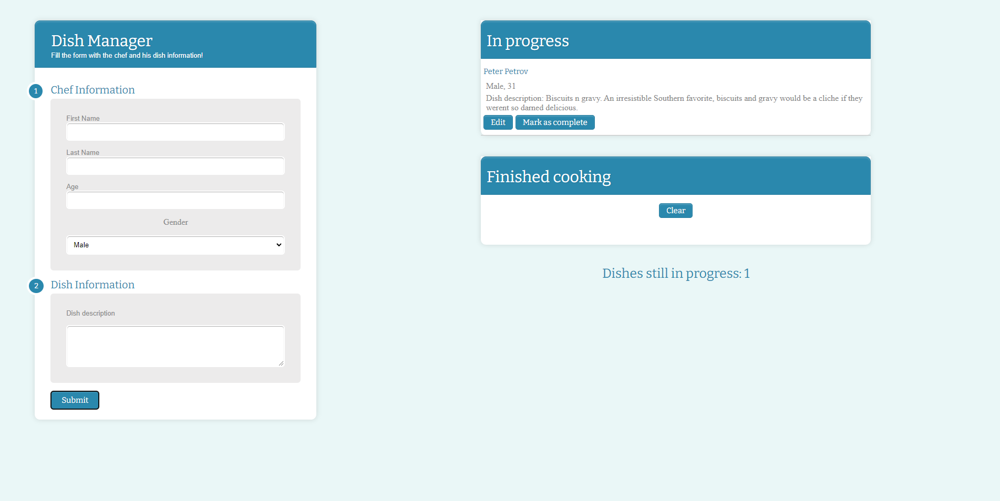 Dish Manager
Fill the form with the chef and his dish information!
1
Chef Information
First Name
Last Name
Age
Gender
Male
2
Dish Information
Dish description
Submit
In progress
Peter Petrov
Male, 31
Dish description: Biscuits n gravy. An irresistible Southern favorite, biscuits and gravy would be a cliche if they
werent so darned delicious.
Edit
Mark as complete
Finished cooking
Clear
Dishes still in progress: 1